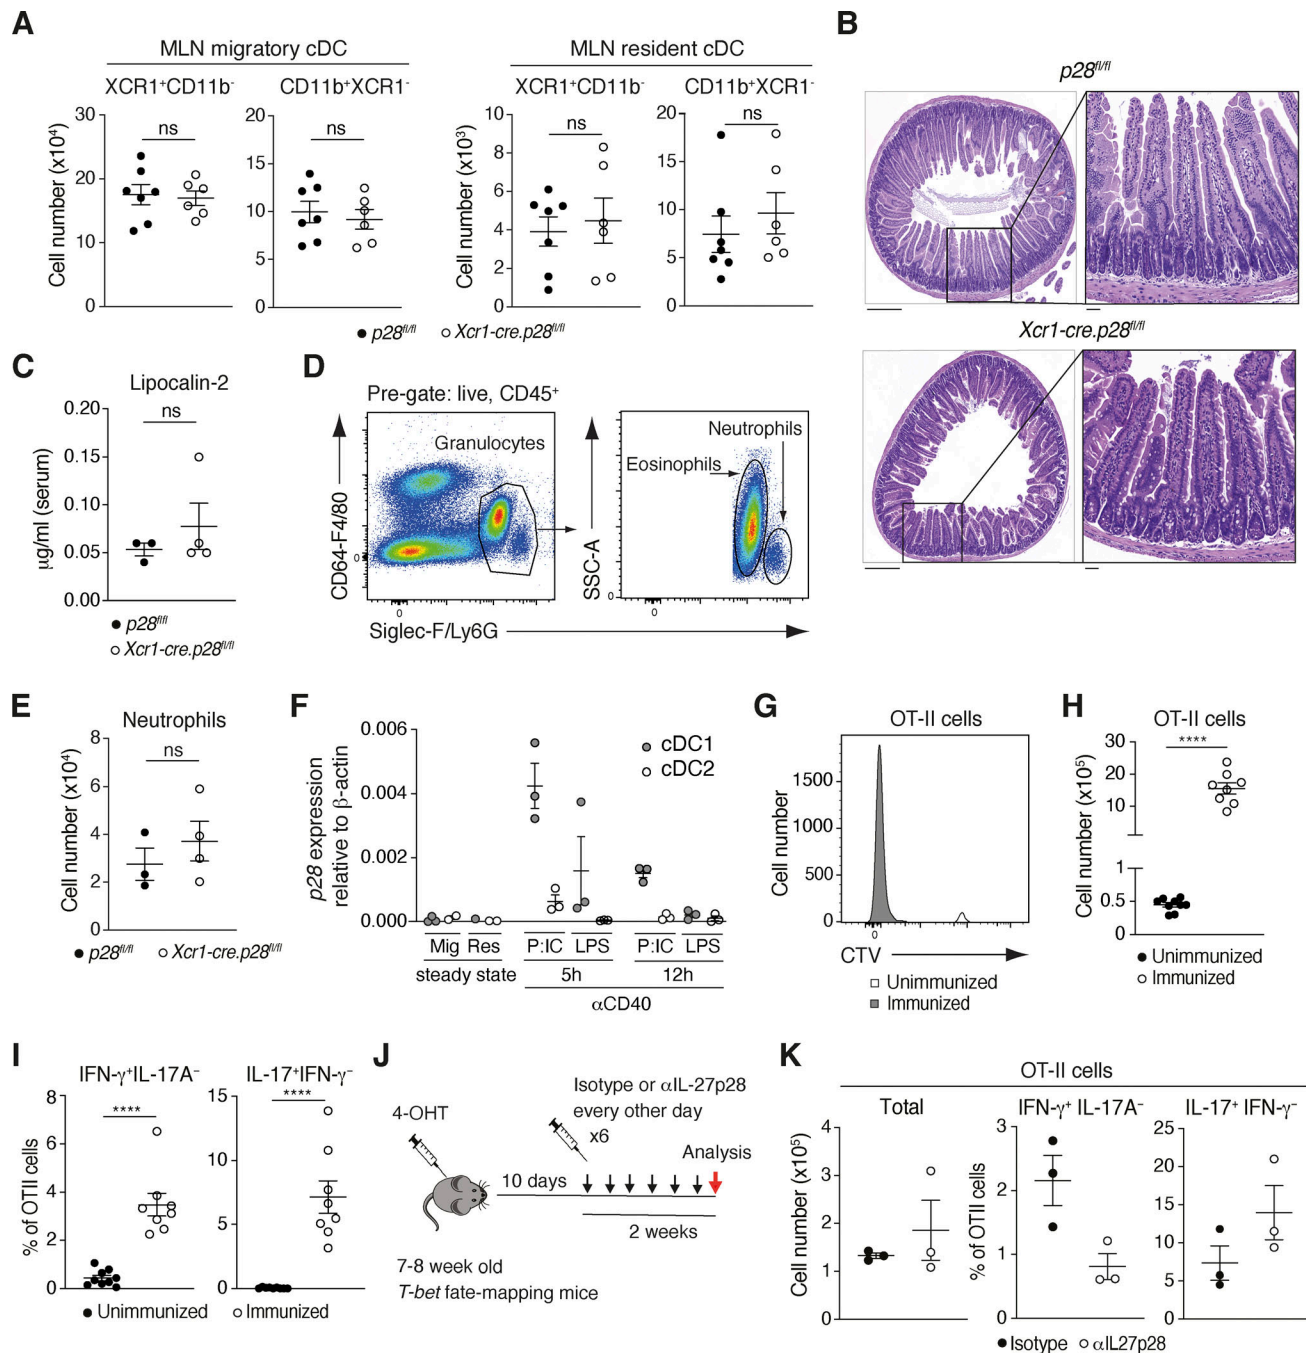 A
MLN migratory cDC
XCR1⁺CD11b⁻
CD11b⁺XCR1⁻
Cell number (x10⁴)
30
20
10
0
ns
20
15
10
5
0
ns
MLN resident cDC
XCR1⁺CD11b⁻
CD11b⁺XCR1⁻
Cell number (x10³)
10
8
6
4
2
0
ns
20
15
10
5
0
ns
p28fl/fl
Xcr1-cre.p28fl/fl
B
p28fl/fl
Xcr1-cre.p28fl/fl
C
Lipocalin-2
µg/ml (serum)
0.20
0.15
0.10
0.05
0.00
ns
p28fl/fl
Xcr1-cre.p28fl/fl
D
Pre-gate: live, CD45⁺
Granulocytes
CD64-F4/80
0
0
Siglec-F/Ly6G
Neutrophils
Eosinophils
SSC-A
0
0
E
Neutrophils
Cell number (x10⁴)
8
6
4
2
0
ns
p28fl/fl
Xcr1-cre.p28fl/fl
F
p28 expression
relative to β-actin
0.006
0.004
0.002
0.000
cDC1
cDC2
Mig Res P:IC LPS P:IC LPS
steady state 5h 12h
αCD40
G
OT-II cells
Cell number
1500
1000
500
0
0
CTV
Unimmunized
Immunized
H
OT-II cells
Cell number (x10⁵)
30
20
10
1
0.5
0
****
Unimmunized
Immunized
I
IFN-γ⁺IL-17A⁻
IL-17⁺IFN-γ⁻
% of OTII cells
8
6
4
2
0
****
15
10
5
0
****
Unimmunized
Immunized
J
4-OHT
Isotype or αIL-27p28
every other day
x6
Analysis
10 days
2 weeks
7-8 week old
T-bet fate-mapping mice
K
OT-II cells
Total
IFN-γ⁺ IL-17A⁻
IL-17⁺ IFN-γ⁻
Cell number (x10⁵)
4
3
2
1
0
% of OTII cells
3
2
1
0
25
20
15
10
5
0
Isotype
αIL27p28